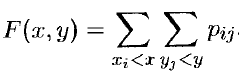 $F(x, y) = \sum_{x_i < x} \sum_{y_j < y} p_{ij}.$